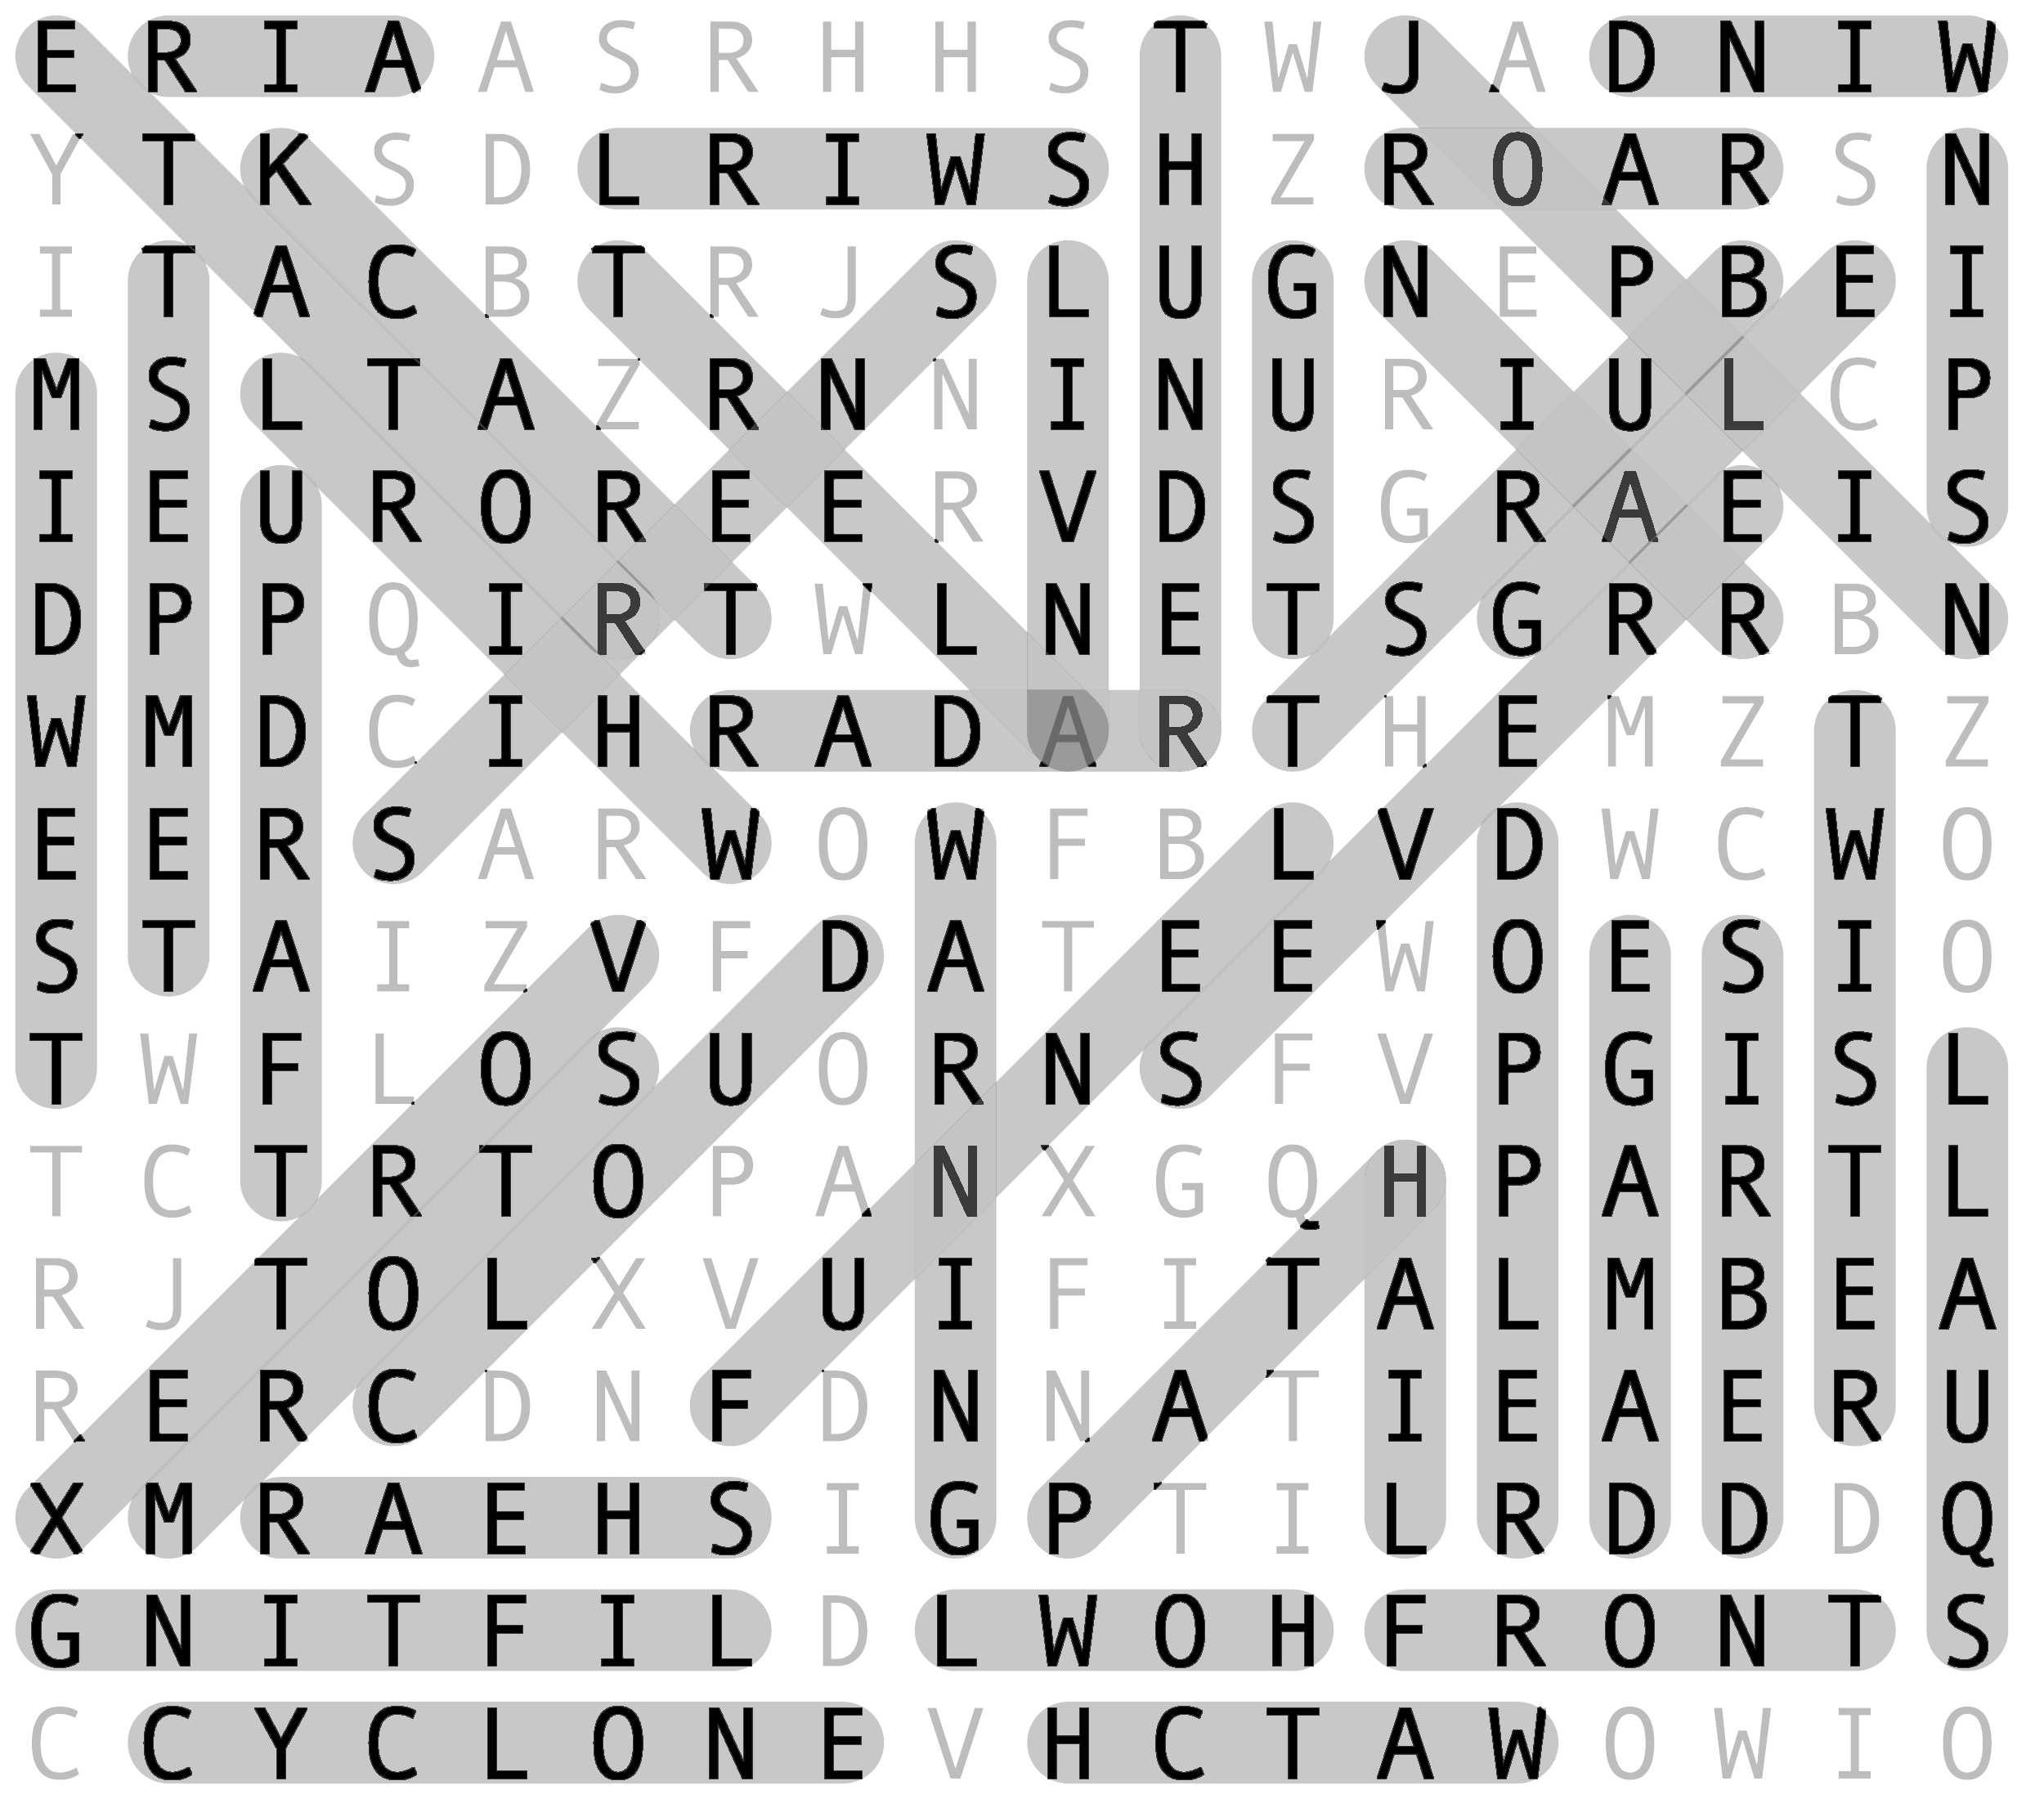 E R I A A S R H H S T W J A D N I W
Y T K S D L R I W S H Z R O A R S N
I T A C B T R J S L U G N E P B E I
M S L T A Z R N N I N U R I U L C P
I E U R O R E E R V D S G R A E I S
D P P Q I R T W L N E T S G R R B N
W M D C I H R A D A R T H E M Z T Z
E E R S A R W O W F B L V D W C W O
S T A I Z V F D A T E E W O E S I O
T W F L O S U O R N S F V P G I S L
T C T R T O P A N X G Q H P A R T L
R J T O L X V U I F I T A L M B E A
R E R C D N F D N N A T I E A E R U
X M R A E H S I G P T I L R D D D Q
G N I T F I L D L W O H F R O N T S
C C Y C L O N E V H C T A W O W I O